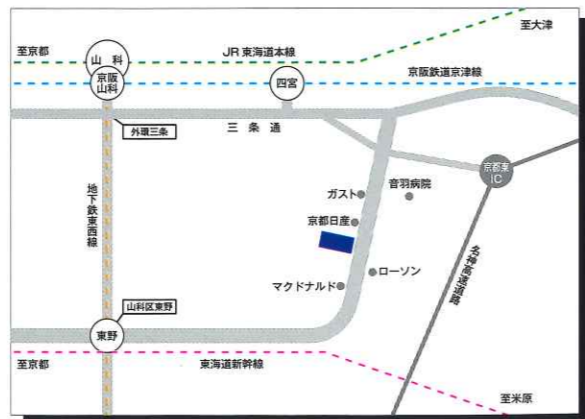 至大津
至京都
山科
JR東海道本線
京阪山科
四宮
京阪鉄道京津線
外環三条
三条通
京都東IC
地下鉄東西線
ガスト
音羽病院
京都日産
名神高速道路
ローソン
マクドナルド
山科区東野
東野
至京都
東海道新幹線
至米原